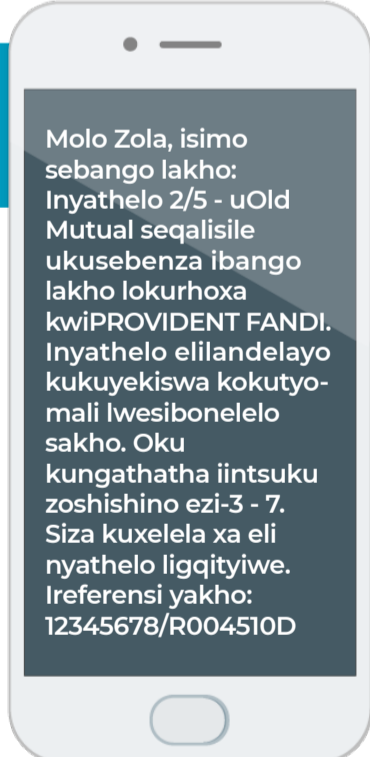 Molo Zola, isimo
sebango lakho:
Inyathelo 2/5 - uOld
Mutual seqalisile
ukusebenza ibango
lakho lokurhoxa
kwiPROVIDENT FANDI.
Inyathelo elilandelayo
kukuyekiswa kokutyo-
mali lwesibonelelo
sakho. Oku
kungathatha iintsuku
zoshishino ezi-3 - 7.
Siza kuxelela xa eli
nyathelo ligqityiwe.
Ireferensi yakho:
12345678/R004510D